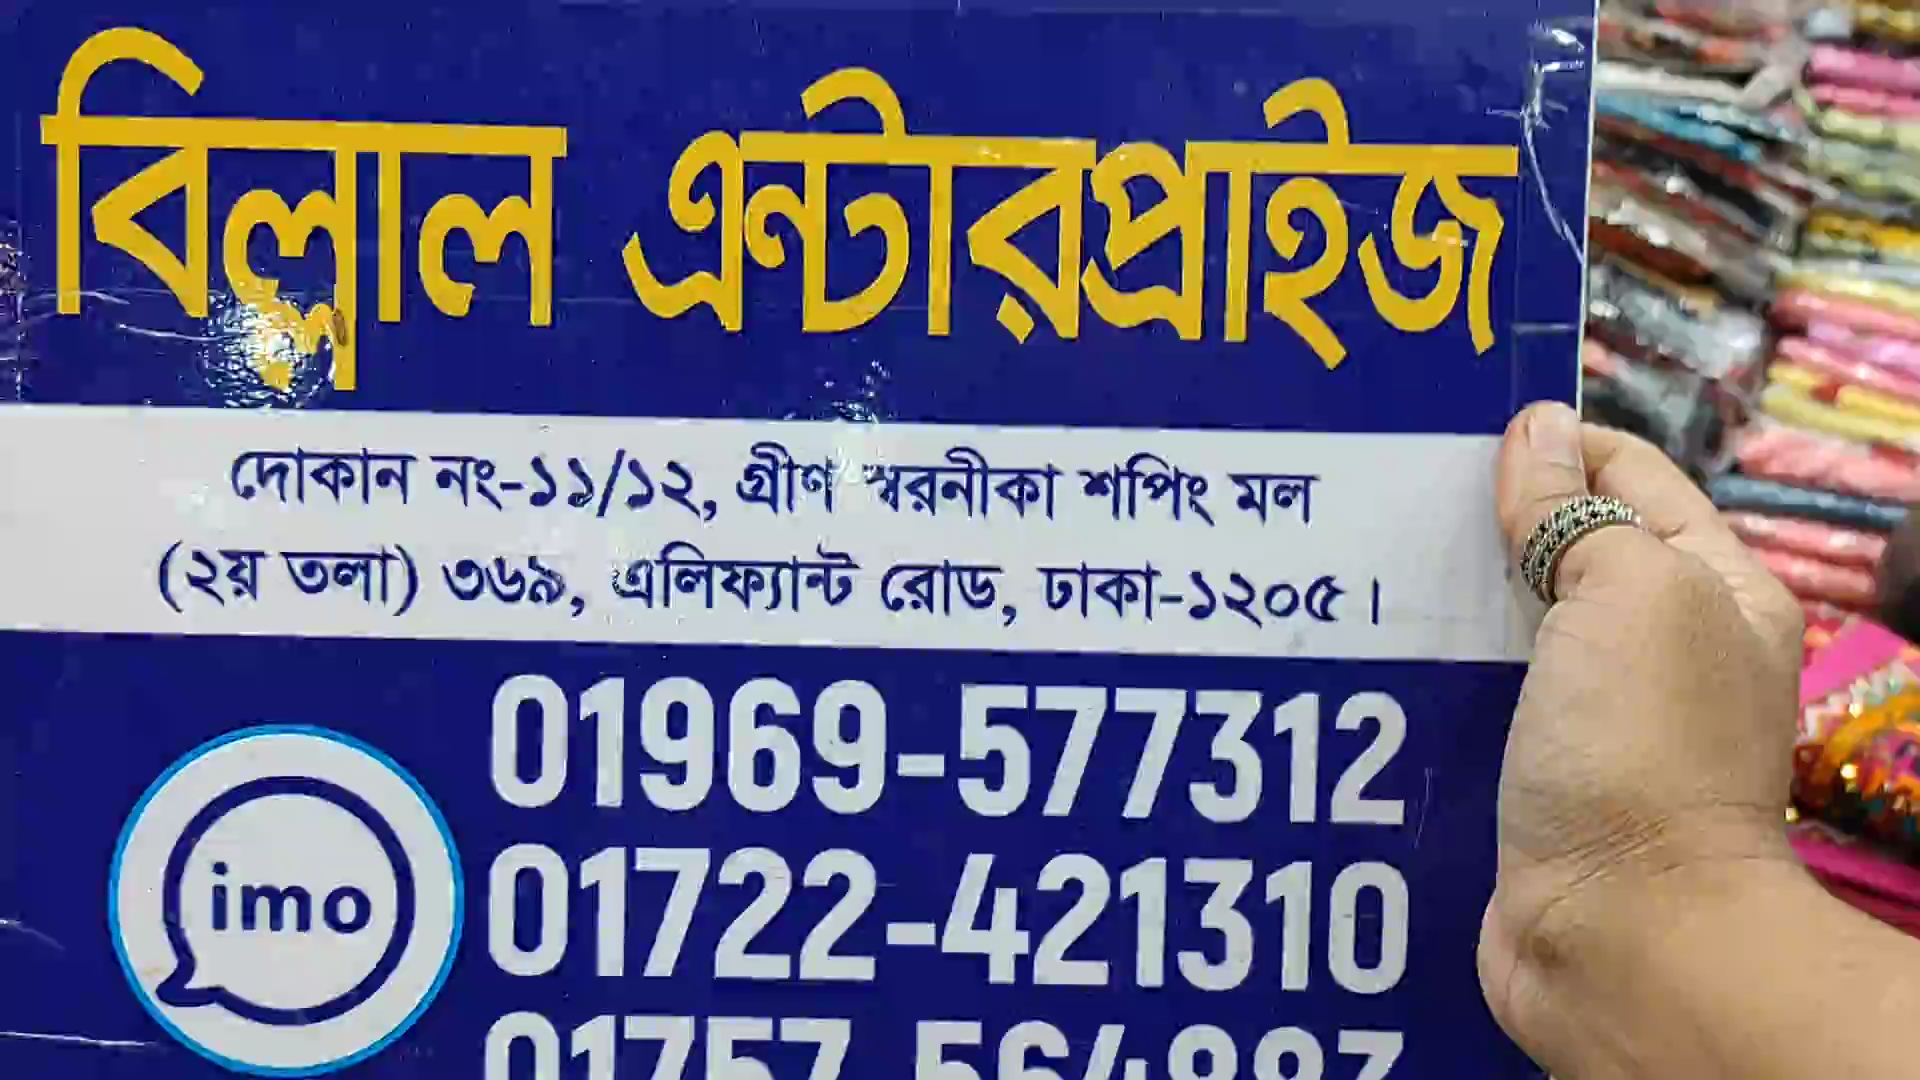 বিল্লাল এন্টারপ্রাইজ
দোকান নং-১১/১২, গ্রীণ স্বরনীকা শপিং মল
(২য় তলা) ৩৬৯, এলিফ্যান্ট রোড, ঢাকা-১২০৫।
01969-577312
imo
01722-421310